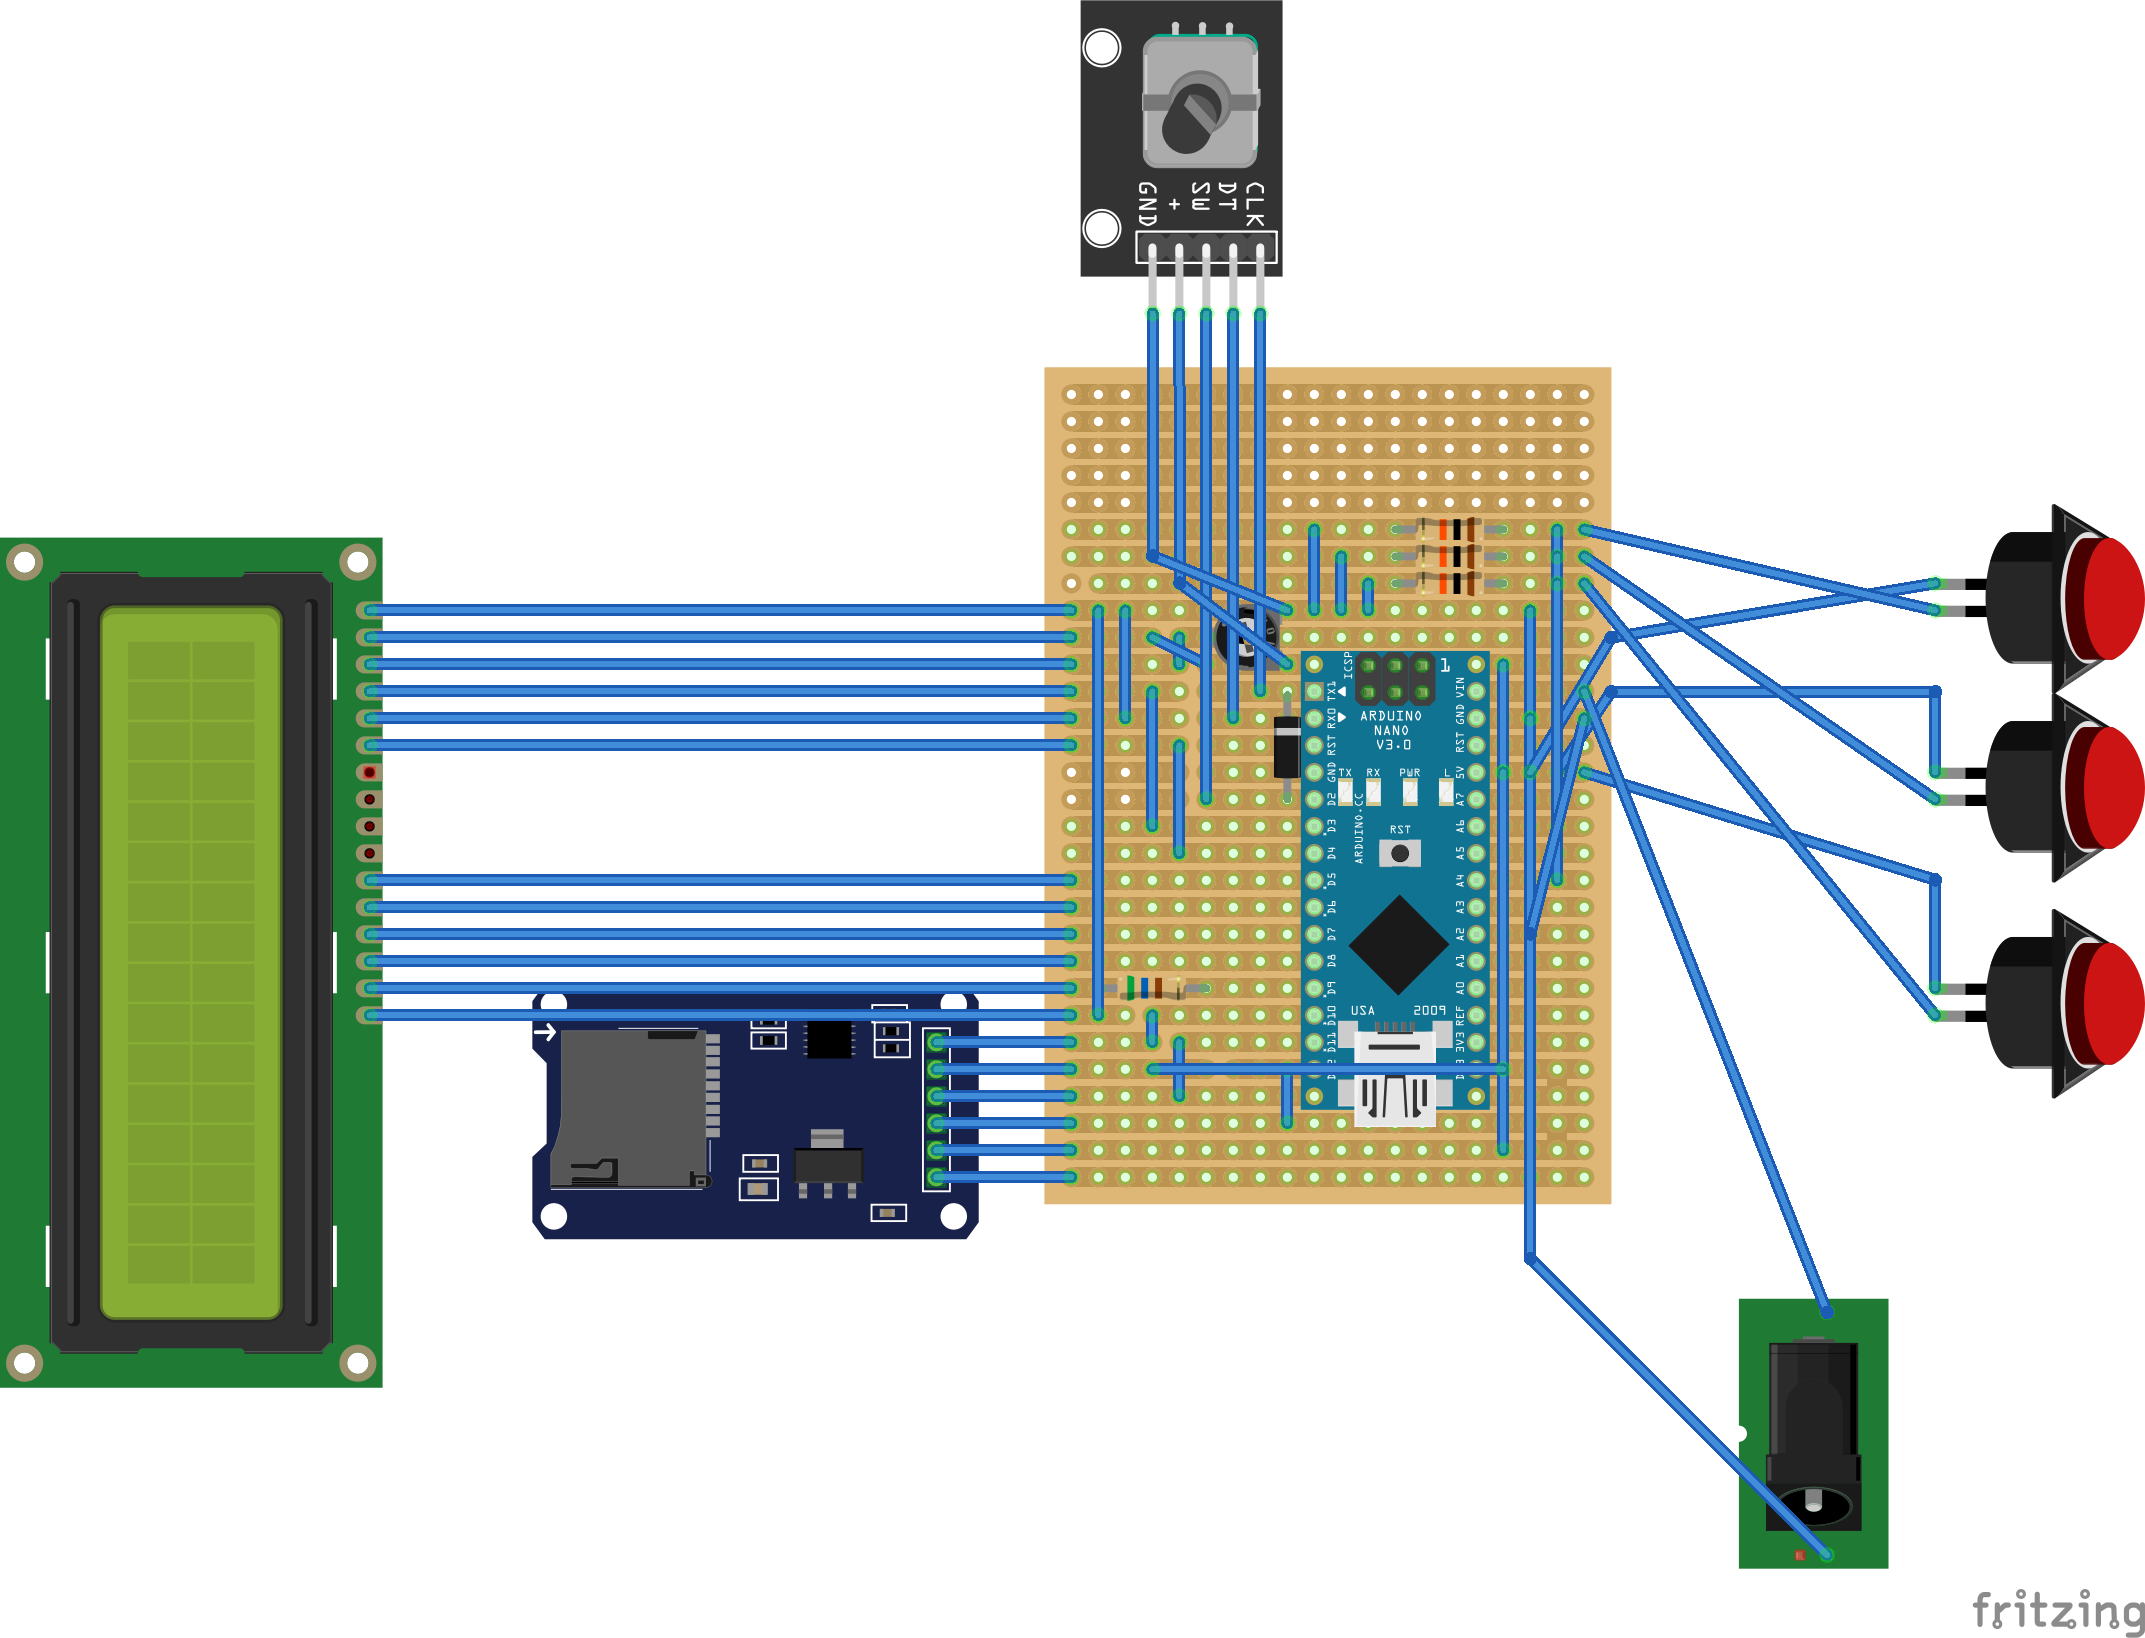 GND
+
SW
DT
CLK
ICSP
1
TX1
RX0
RST
GND
D2
D3
D4
D5
D6
D7
D8
D9
D10
D11
VIN
GND
RST
5V
A7
A6
A5
A4
A3
A2
A1
A0
REF
3V3
ARDUINO
NANO
V3.0
TX RX PWR L
ARDUINO.CC
RST
USA 2009
fritzing